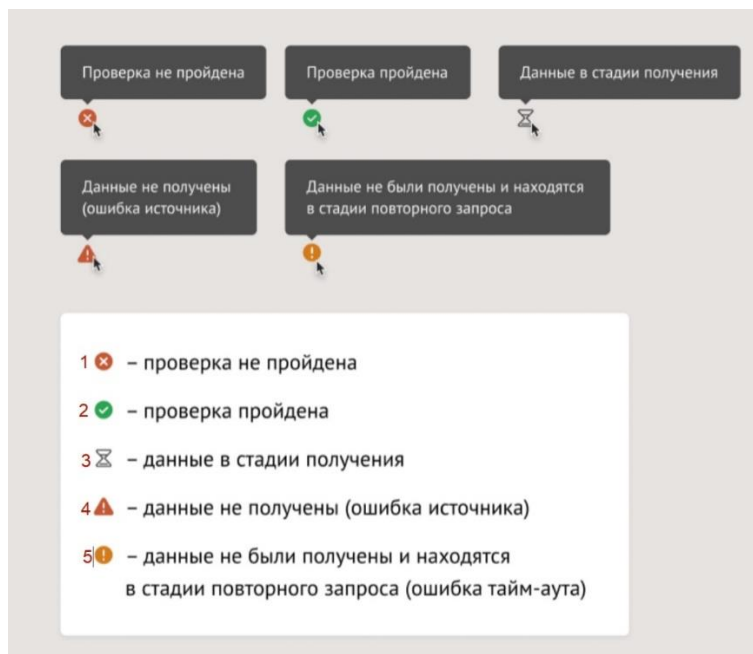 Проверка не пройдена
Проверка пройдена
Данные в стадии получения
Данные не получены
(ошибка источника)
Данные не были получены и находятся
в стадии повторного запроса
1 – проверка не пройдена
2 – проверка пройдена
3 – данные в стадии получения
4 – данные не получены (ошибка источника)
5 – данные не были получены и находятся
в стадии повторного запроса (ошибка тайм-аута)